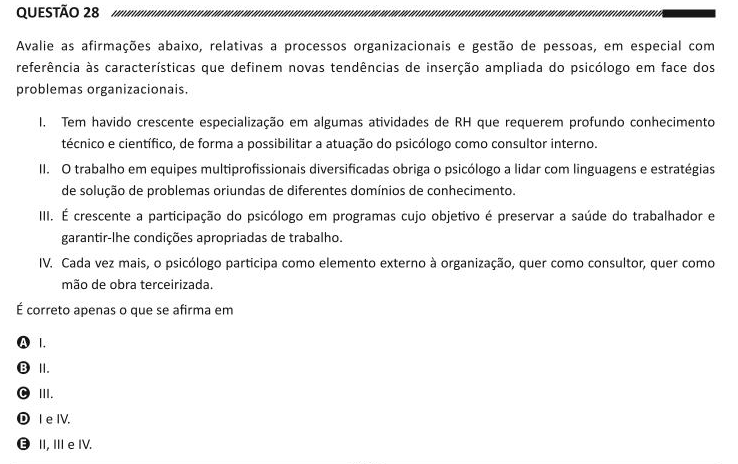 QUESTÃO 28
Avalie as afirmações abaixo, relativas a processos organizacionais e gestão de pessoas, em especial com
referência às características que definem novas tendências de inserção ampliada do psicólogo em face dos
problemas organizacionais.
I. Tem havido crescente especialização em algumas atividades de RH que requerem profundo conhecimento
técnico e científico, de forma a possibilitar a atuação do psicólogo como consultor interno.
II. O trabalho em equipes multiprofissionais diversificadas obriga o psicólogo a lidar com linguagens e estratégias
de solução de problemas oriundas de diferentes domínios de conhecimento.
III. É crescente a participação do psicólogo em programas cujo objetivo é preservar a saúde do trabalhador e
garantir-lhe condições apropriadas de trabalho.
IV. Cada vez mais, o psicólogo participa como elemento externo à organização, quer como consultor, quer como
mão de obra terceirizada.
É correto apenas o que se afirma em
A I.
B II.
C III.
D I e IV.
E II, III e IV.